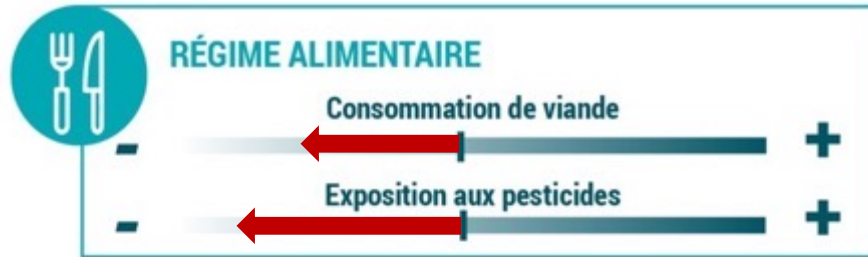 RÉGIME ALIMENTAIRE
Consommation de viande
- +
Exposition aux pesticides
- +